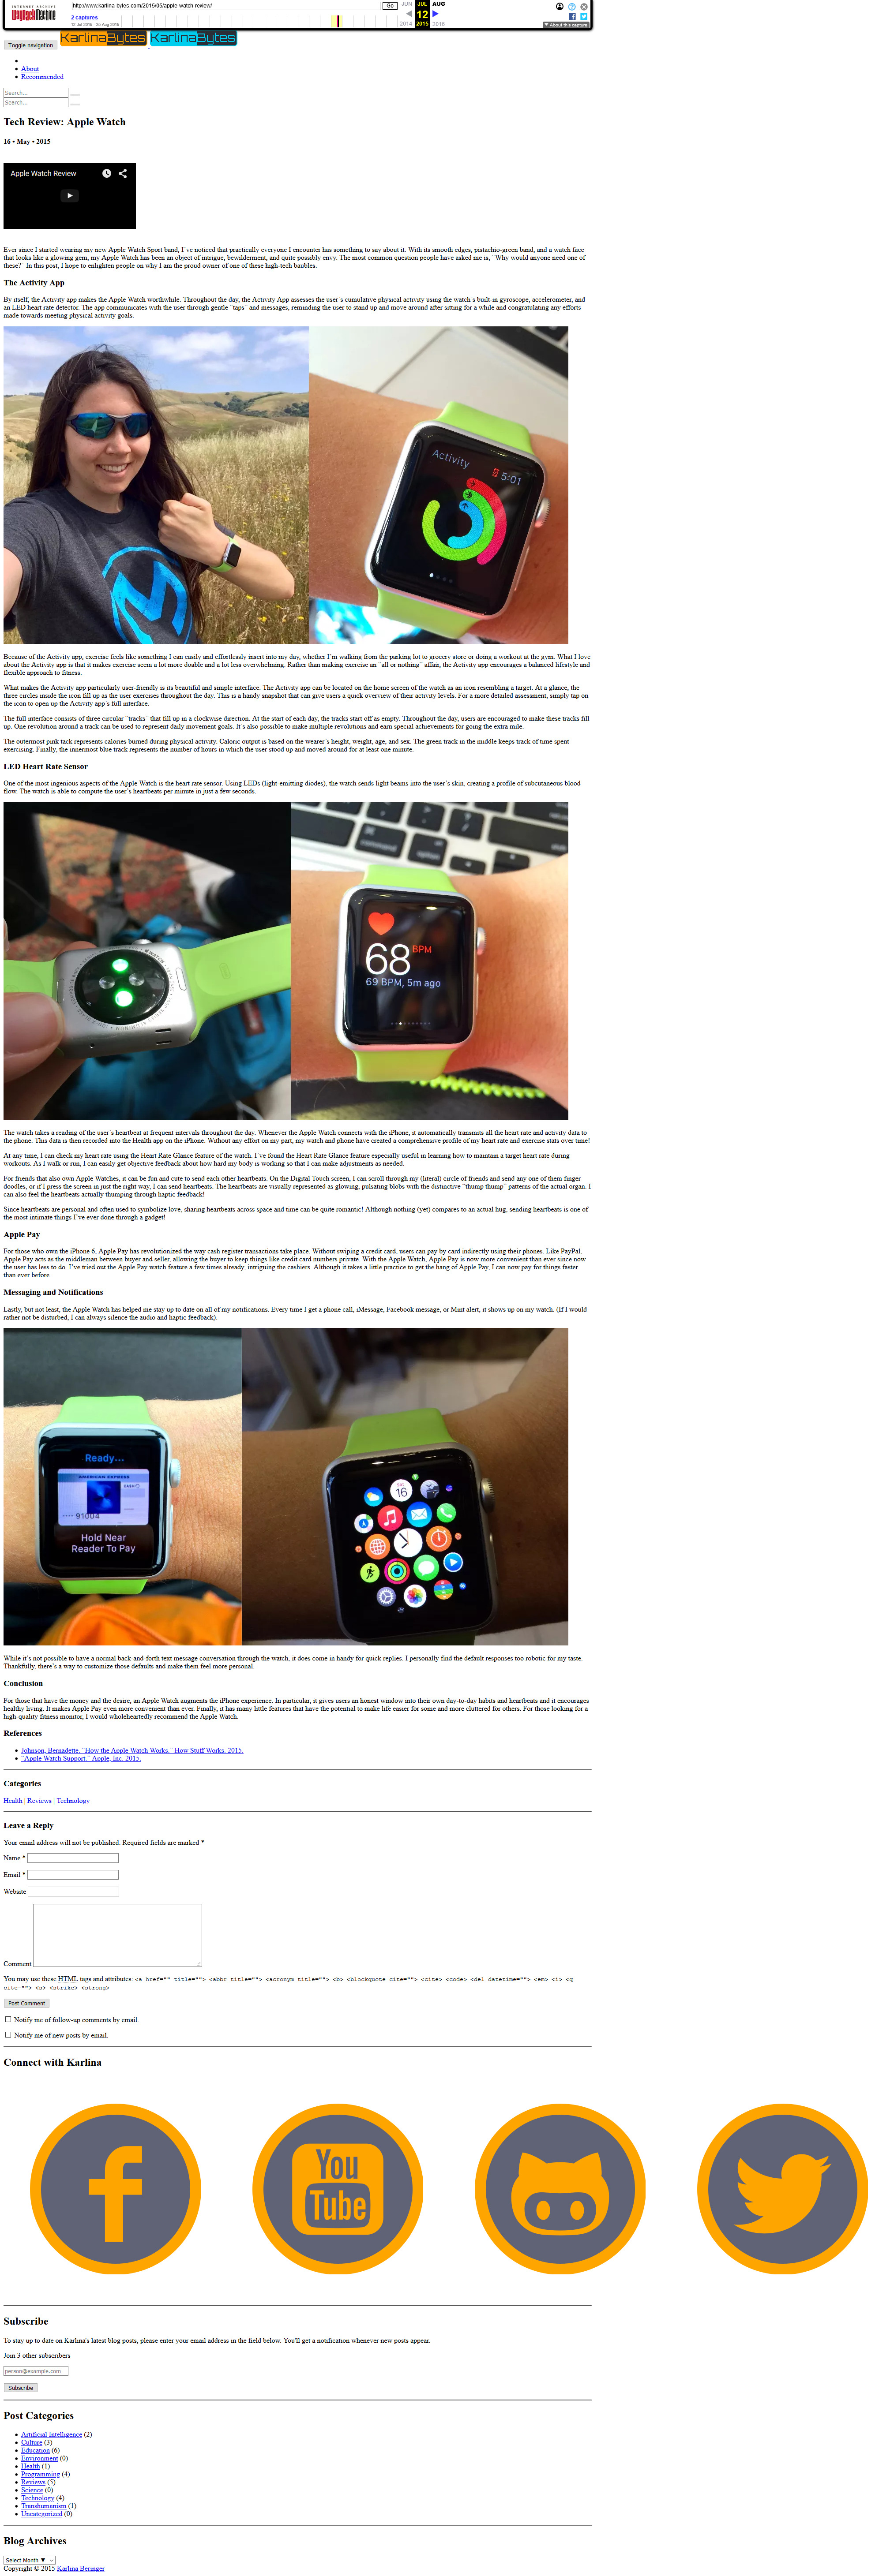 INTERNET ARCHIVE
WayBackMachine
http://www.karlina-bytes.com/2015/05/apple-watch-review/
Go
JUN JUL AUG
12
2014 2015 2016
2 captures
12 Jul 2015 - 25 Aug 2015
About this capture
Toggle navigation
KarlinaBytes KarlinaBytes
About
Recommended
Search...
Search...
Tech Review: Apple Watch
16 • May • 2015
Apple Watch Review
Ever since I started wearing my new Apple Watch Sport band, I've noticed that practically everyone I encounter has something to say about it. With its smooth edges, pistachio-green band, and a watch face
that looks like a glowing gem, my Apple Watch has been an object of intrigue, bewilderment, and quite possibly envy. The most common question people have asked me is, "Why would anyone need one of
these?" In this post, I hope to enlighten people on why I am the proud owner of one of these high-tech baubles.
The Activity App
By itself, the Activity app makes the Apple Watch worthwhile. Throughout the day, the Activity App assesses the user's cumulative physical activity using the watch's built-in gyroscope, accelerometer, and
an LED heart rate detector. The app communicates with the user through gentle "taps" and messages, reminding the user to stand up and move around after sitting for a while and congratulating any efforts
made towards meeting physical activity goals.
Activity
5:01
Because of the Activity app, exercise feels like something I can easily and effortlessly insert into my day, whether I'm walking from the parking lot to grocery store or doing a workout at the gym. What I love
about the Activity app is that it makes exercise seem a lot more doable and a lot less overwhelming. Rather than making exercise an "all or nothing" affair, the Activity app encourages a balanced lifestyle and
flexible approach to fitness.
What makes the Activity app particularly user-friendly is its beautiful and simple interface. The Activity app can be located on the home screen of the watch as an icon resembling a target. At a glance, the
three circles inside the icon fill up as the user exercises throughout the day. This is a handy snapshot that can give users a quick overview of their activity levels. For a more detailed assessment, simply tap on
the icon to open up the Activity app's full interface.
The full interface consists of three circular "tracks" that fill up in a clockwise direction. At the start of each day, the tracks start off as empty. Throughout the day, users are encouraged to make these tracks fill
up. One revolution around a track can be used to represent daily movement goals. It's also possible to make multiple revolutions and earn special achievements for going the extra mile.
The outermost pink tack represents calories burned during physical activity. Caloric output is based on the wearer's height, weight, age, and sex. The green track in the middle keeps track of time spent
exercising. Finally, the innermost blue track represents the number of hours in which the user stood up and moved around for at least one minute.
LED Heart Rate Sensor
One of the most ingenious aspects of the Apple Watch is the heart rate sensor. Using LEDs (light-emitting diodes), the watch sends light beams into the user's skin, creating a profile of subcutaneous blood
flow. The watch is able to compute the user's heartbeats per minute in just a few seconds.
68 BPM
69 BPM, 5m ago
The watch takes a reading of the user's heartbeat at frequent intervals throughout the day. Whenever the Apple Watch connects with the iPhone, it automatically transmits all the heart rate and activity data to
the phone. This data is then recorded into the Health app on the iPhone. Without any effort on my part, my watch and phone have created a comprehensive profile of my heart rate and exercise stats over time!
At any time, I can check my heart rate using the Heart Rate Glance feature of the watch. I've found the Heart Rate Glance feature especially useful in learning how to maintain a target heart rate during
workouts. As I walk or run, I can easily get objective feedback about how hard my body is working so that I can make adjustments as needed.
For friends that also own Apple Watches, it can be fun and cute to send each other heartbeats. On the Digital Touch screen, I can scroll through my (literal) circle of friends and send any one of them finger
doodles, or if I press the screen in just the right way, I can send heartbeats. The heartbeats are visually represented as glowing, pulsating blobs with the distinctive "thump thump" patterns of the actual organ. I
can also feel the heartbeats actually thumping through haptic feedback!
Since heartbeats are personal and often used to symbolize love, sharing heartbeats across space and time can be quite romantic! Although nothing (yet) compares to an actual hug, sending heartbeats is one of
the most intimate things I've ever done through a gadget!
Apple Pay
For those who own the iPhone 6, Apple Pay has revolutionized the way cash register transactions take place. Without swiping a credit card, users can pay by card indirectly using their phones. Like PayPal,
Apple Pay acts as the middleman between buyer and seller, allowing the buyer to keep things like credit card numbers private. With the Apple Watch, Apple Pay is now more convenient than ever since now
the user has less to do. I've tried out the Apple Pay watch feature a few times already, intriguing the cashiers. Although it takes a little practice to get the hang of Apple Pay, I can now pay for things faster
than ever before.
Messaging and Notifications
Lastly, but not least, the Apple Watch has helped me stay up to date on all of my notifications. Every time I get a phone call, iMessage, Facebook message, or Mint alert, it shows up on my watch. (If I would
rather not be disturbed, I can always silence the audio and haptic feedback).
Ready...
AMERICAN EXPRESS
CASH
91004
Hold Near
Reader To Pay
16
While it's not possible to have a normal back-and-forth text message conversation through the watch, it does come in handy for quick replies. I personally find the default responses too robotic for my taste.
Thankfully, there's a way to customize those defaults and make them feel more personal.
Conclusion
For those that have the money and the desire, an Apple Watch augments the iPhone experience. In particular, it gives users an honest window into their own day-to-day habits and heartbeats and it encourages
healthy living. It makes Apple Pay even more convenient than ever. Finally, it has many little features that have the potential to make life easier for some and more cluttered for others. For those looking for a
high-quality fitness monitor, I would wholeheartedly recommend the Apple Watch.
References
Johnson, Bernadette. "How the Apple Watch Works." How Stuff Works. 2015.
"Apple Watch Support." Apple, Inc. 2015.
Categories
Health | Reviews | Technology
Leave a Reply
Your email address will not be published. Required fields are marked *
Name *
Email *
Website
Comment
You may use these HTML tags and attributes: <a href="" title=""> <abbr title=""> <acronym title=""> <b> <blockquote cite=""> <cite> <code> <del datetime=""> <em> <i> <q
cite=""> <s> <strike> <strong>
Post Comment
Notify me of follow-up comments by email.
Notify me of new posts by email.
Connect with Karlina
You
Tube
Subscribe
To stay up to date on Karlina's latest blog posts, please enter your email address in the field below. You'll get a notification whenever new posts appear.
Join 3 other subscribers
person@example.com
Subscribe
Post Categories
Artificial Intelligence (2)
Culture (3)
Education (6)
Environment (0)
Health (1)
Programming (4)
Reviews (5)
Science (0)
Technology (4)
Transhumanism (1)
Uncategorized (0)
Blog Archives
Select Month ▼
Copyright © 2015 Karlina Beringer